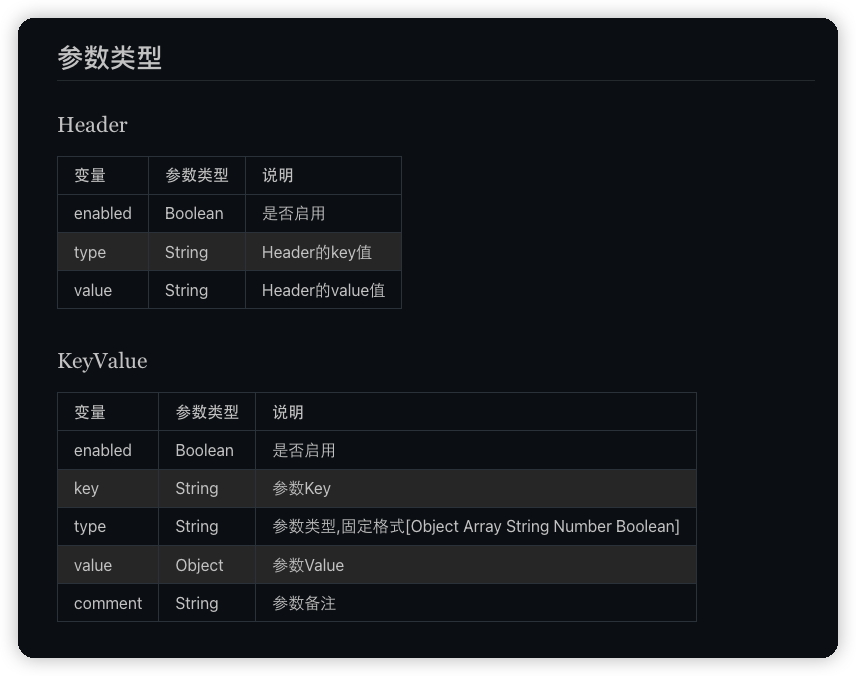 参数类型
Header
变量 参数类型 说明
enabled Boolean 是否启用
type String Header的key值
value String Header的value值
KeyValue
变量 参数类型 说明
enabled Boolean 是否启用
key String 参数Key
type String 参数类型,固定格式[Object Array String Number Boolean]
value Object 参数Value
comment String 参数备注